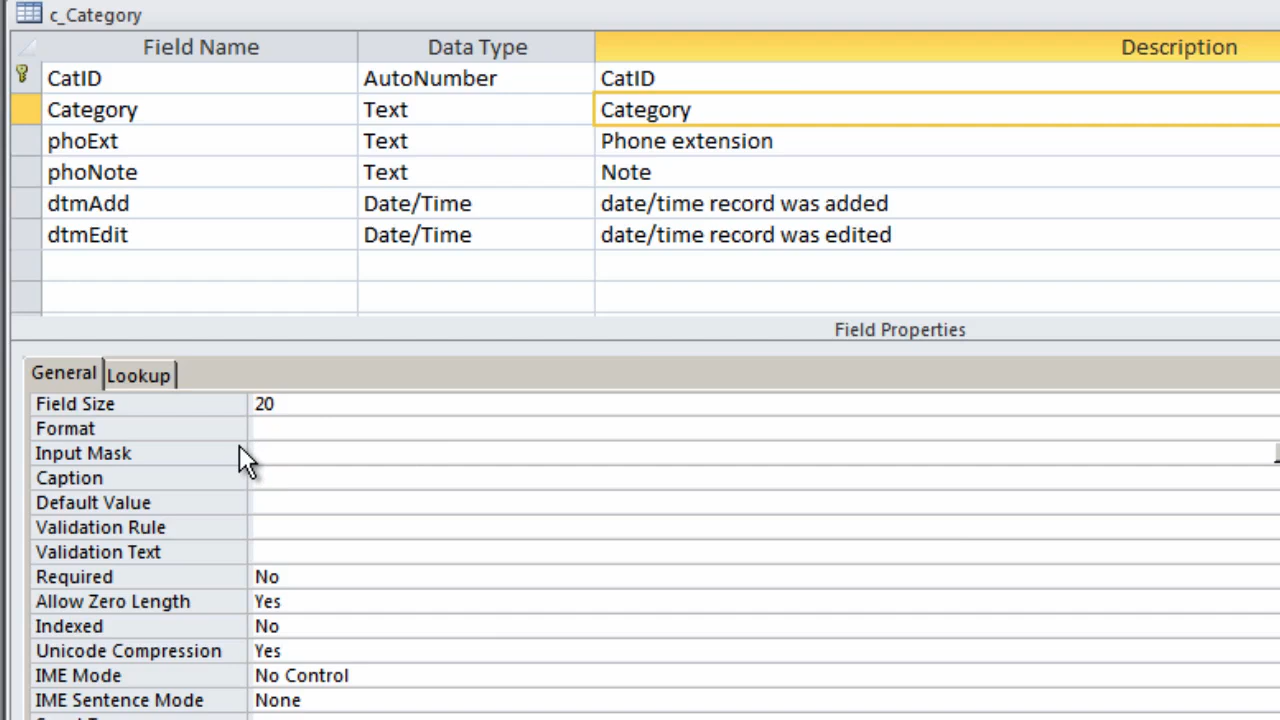 c_Category
Field Name Data Type Description
CatID AutoNumber CatID
Category Text Category
phoExt Text Phone extension
phoNote Text Note
dtmAdd Date/Time date/time record was added
dtmEdit Date/Time date/time record was edited
Field Properties
General Lookup
Field Size 20
Format
Input Mask
Caption
Default Value
Validation Rule
Validation Text
Required No
Allow Zero Length Yes
Indexed No
Unicode Compression Yes
IME Mode No Control
IME Sentence Mode None